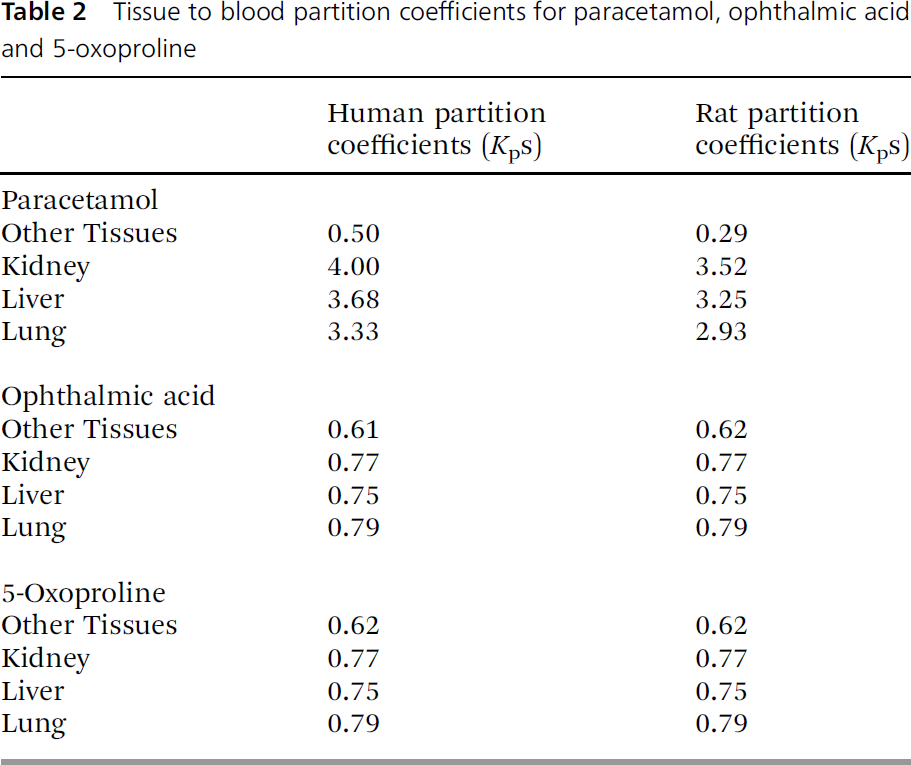 Table 2 Tissue to blood partition coefficients for paracetamol, ophthalmic acid
and 5-oxoproline
Human partition Rat partition
coefficients (Kps) coefficients (Kps)
Paracetamol
Other Tissues 0.50 0.29
Kidney 4.00 3.52
Liver 3.68 3.25
Lung 3.33 2.93
Ophthalmic acid
Other Tissues 0.61 0.62
Kidney 0.77 0.77
Liver 0.75 0.75
Lung 0.79 0.79
5-Oxoproline
Other Tissues 0.62 0.62
Kidney 0.77 0.77
Liver 0.75 0.75
Lung 0.79 0.79